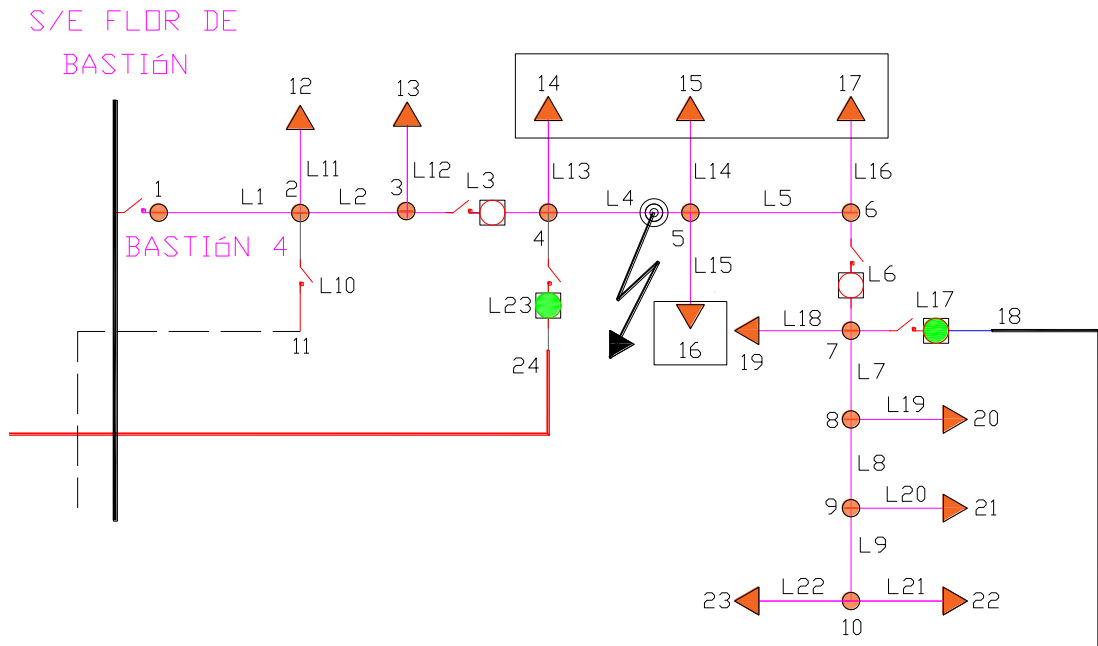 S/E FLOR DE
BASTIóN
12
13
14
15
17
L11
L12
L13
L14
L16
1
L1
2
L2
3
L3
L4
L5
4
5
6
BASTIóN 4
L10
L15
L6
L23
L17
11
24
16
L18
19
7
18
L7
8
L19
20
L8
9
L20
21
L9
23
L22
L21
22
10